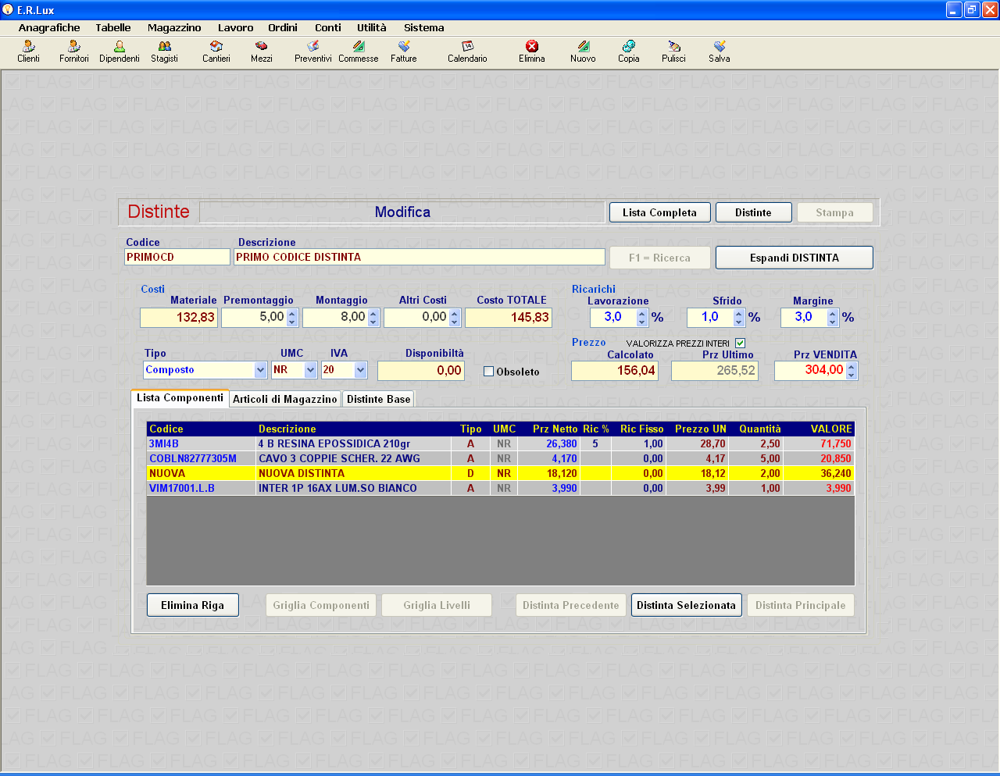 E.R.Lux
Anagrafiche Tabelle Magazzino Lavoro Ordini Conti Utilità Sistema
Clienti Fornitori Dipendenti Stagisti Cantieri Mezzi Preventivi Commesse Fatture Calendario Elimina Nuovo Copia Pulisci Salva
Distinte Modifica Lista Completa Distinte Stampa
Codice Descrizione
PRIMOCD PRIMO CODICE DISTINTA F1 = Ricerca Espandi DISTINTA
Costi Ricarichi
Materiale Premontaggio Montaggio Altri Costi Costo TOTALE Lavorazione Sfrido Margine
132,83 5,00 8,00 0,00 145,83 3,0 % 1,0 % 3,0 %
Prezzo VALORIZZA PREZZI INTERI
Tipo UMC IVA Disponibiltà Calcolato Prz Ultimo Prz VENDITA
Composto NR 20 0,00 Obsoleto 156,04 265,52 304,00
Lista Componenti Articoli di Magazzino Distinte Base
Codice Descrizione Tipo UMC Prz Netto Ric % Ric Fisso Prezzo UN Quantità VALORE
3MI4B 4 B RESINA EPOSSIDICA 210gr A NR 26,380 5 1,00 28,70 2,50 71,750
COBLN82777305M CAVO 3 COPPIE SCHER. 22 AWG A NR 4,170 0,00 4,17 5,00 20,850
NUOVA NUOVA DISTINTA D NR 18,120 0,00 18,12 2,00 36,240
VIM17001.L.B INTER 1P 16AX LUM.SO BIANCO A NR 3,990 0,00 3,99 1,00 3,990
Elimina Riga Griglia Componenti Griglia Livelli Distinta Precedente Distinta Selezionata Distinta Principale